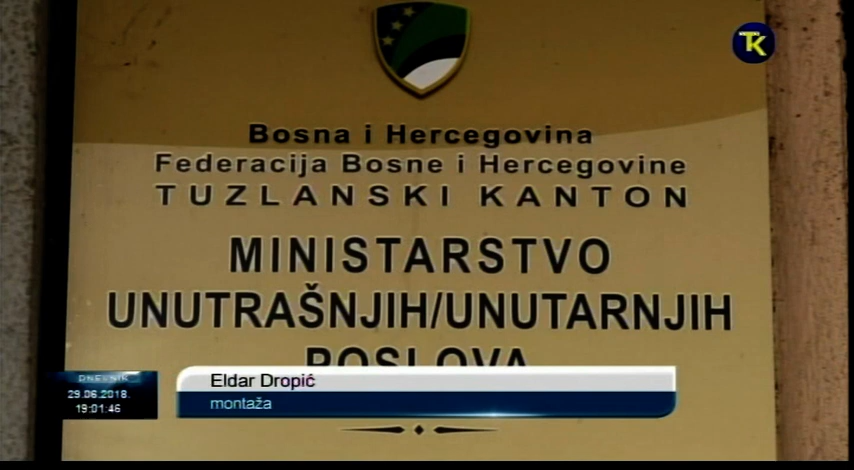 TK
Bosna i Hercegovina
Federacija Bosne i Hercegovine
TUZLANSKI KANTON
MINISTARSTVO
UNUTRAŠNJIH/UNUTARNJIH
POSLOVA
DNEVNIK
29.06.2018.
19:01:46
Eldar Dropić
montaža